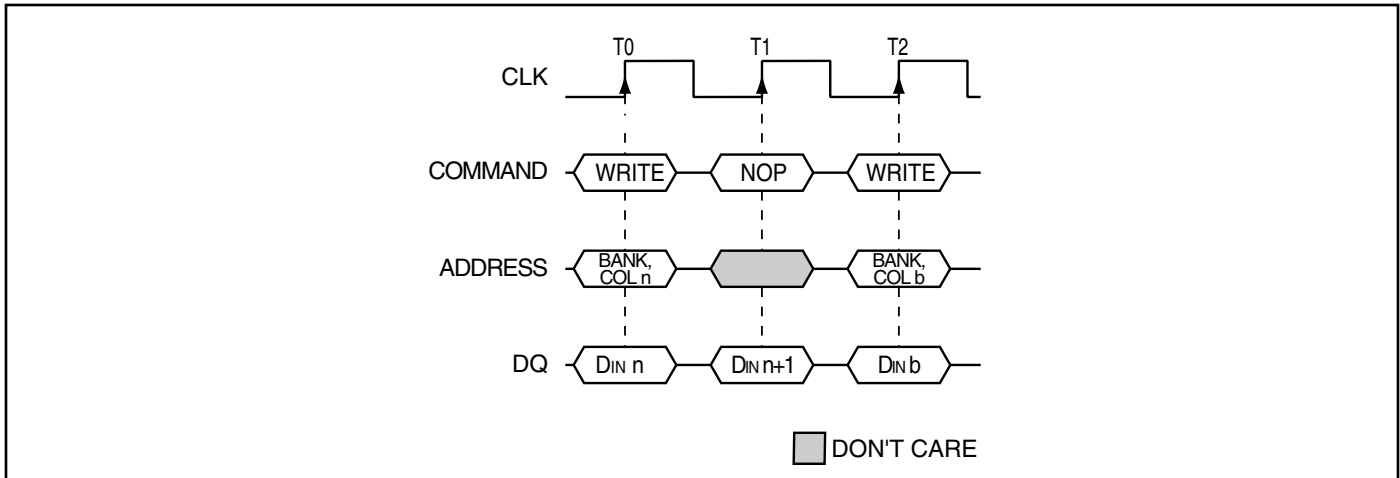 T0 T1 T2
CLK
COMMAND WRITE NOP WRITE
ADDRESS BANK, COL n BANK, COL b
DQ DIN n DIN n+1 DIN b
DON'T CARE